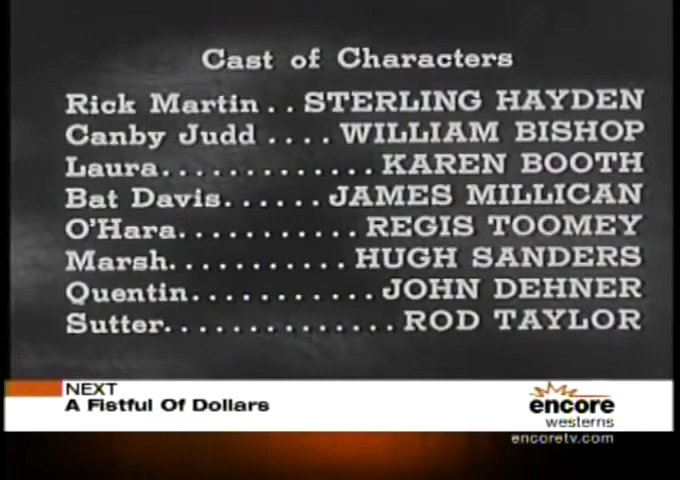 Cast of Characters
Rick Martin . . STERLING HAYDEN
Canby Judd . . . . WILLIAM BISHOP
Laura. . . . . . . . . . . . . KAREN BOOTH
Bat Davis. . . . . . JAMES MILLICAN
O'Hara. . . . . . . . . . . REGIS TOOMEY
Marsh. . . . . . . . . . . HUGH SANDERS
Quentin. . . . . . . . . . . . JOHN DEHNER
Sutter. . . . . . . . . . . . . . ROD TAYLOR
NEXT
A Fistful Of Dollars
encore
westerns
encoretv.com